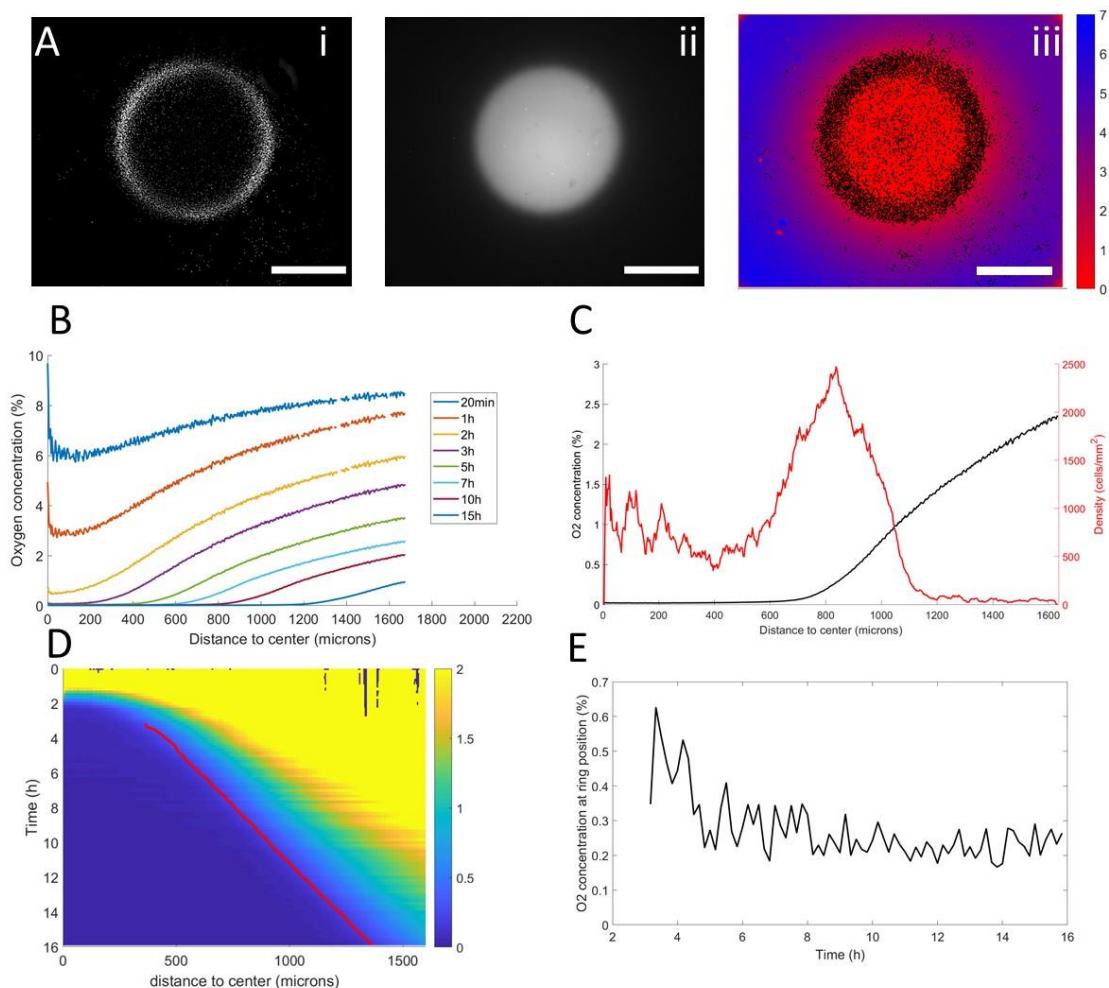 A
i
ii
iii
7
6
5
4
3
2
1
0
B
10
8
6
4
2
0
Oxygen concentration (%)
0 200 400 600 800 1000 1200 1400 1600 1800 2000 2200
Distance to center (microns)
20min
1h
2h
3h
5h
7h
10h
15h
C
3
2.5
2
1.5
1
0.5
0
O2 concentration (%)
2500
2000
1500
1000
500
0
Density (cells/mm²)
0 200 400 600 800 1000 1200 1400 1600
Distance to center (microns)
D
0
2
4
6
8
10
12
14
16
Time (h)
0 500 1000 1500
distance to center (microns)
2
1.5
1
0.5
0
E
0.7
0.6
0.5
0.4
0.3
0.2
0.1
0
O2 concentration at ring position (%)
2 4 6 8 10 12 14 16
Time (h)